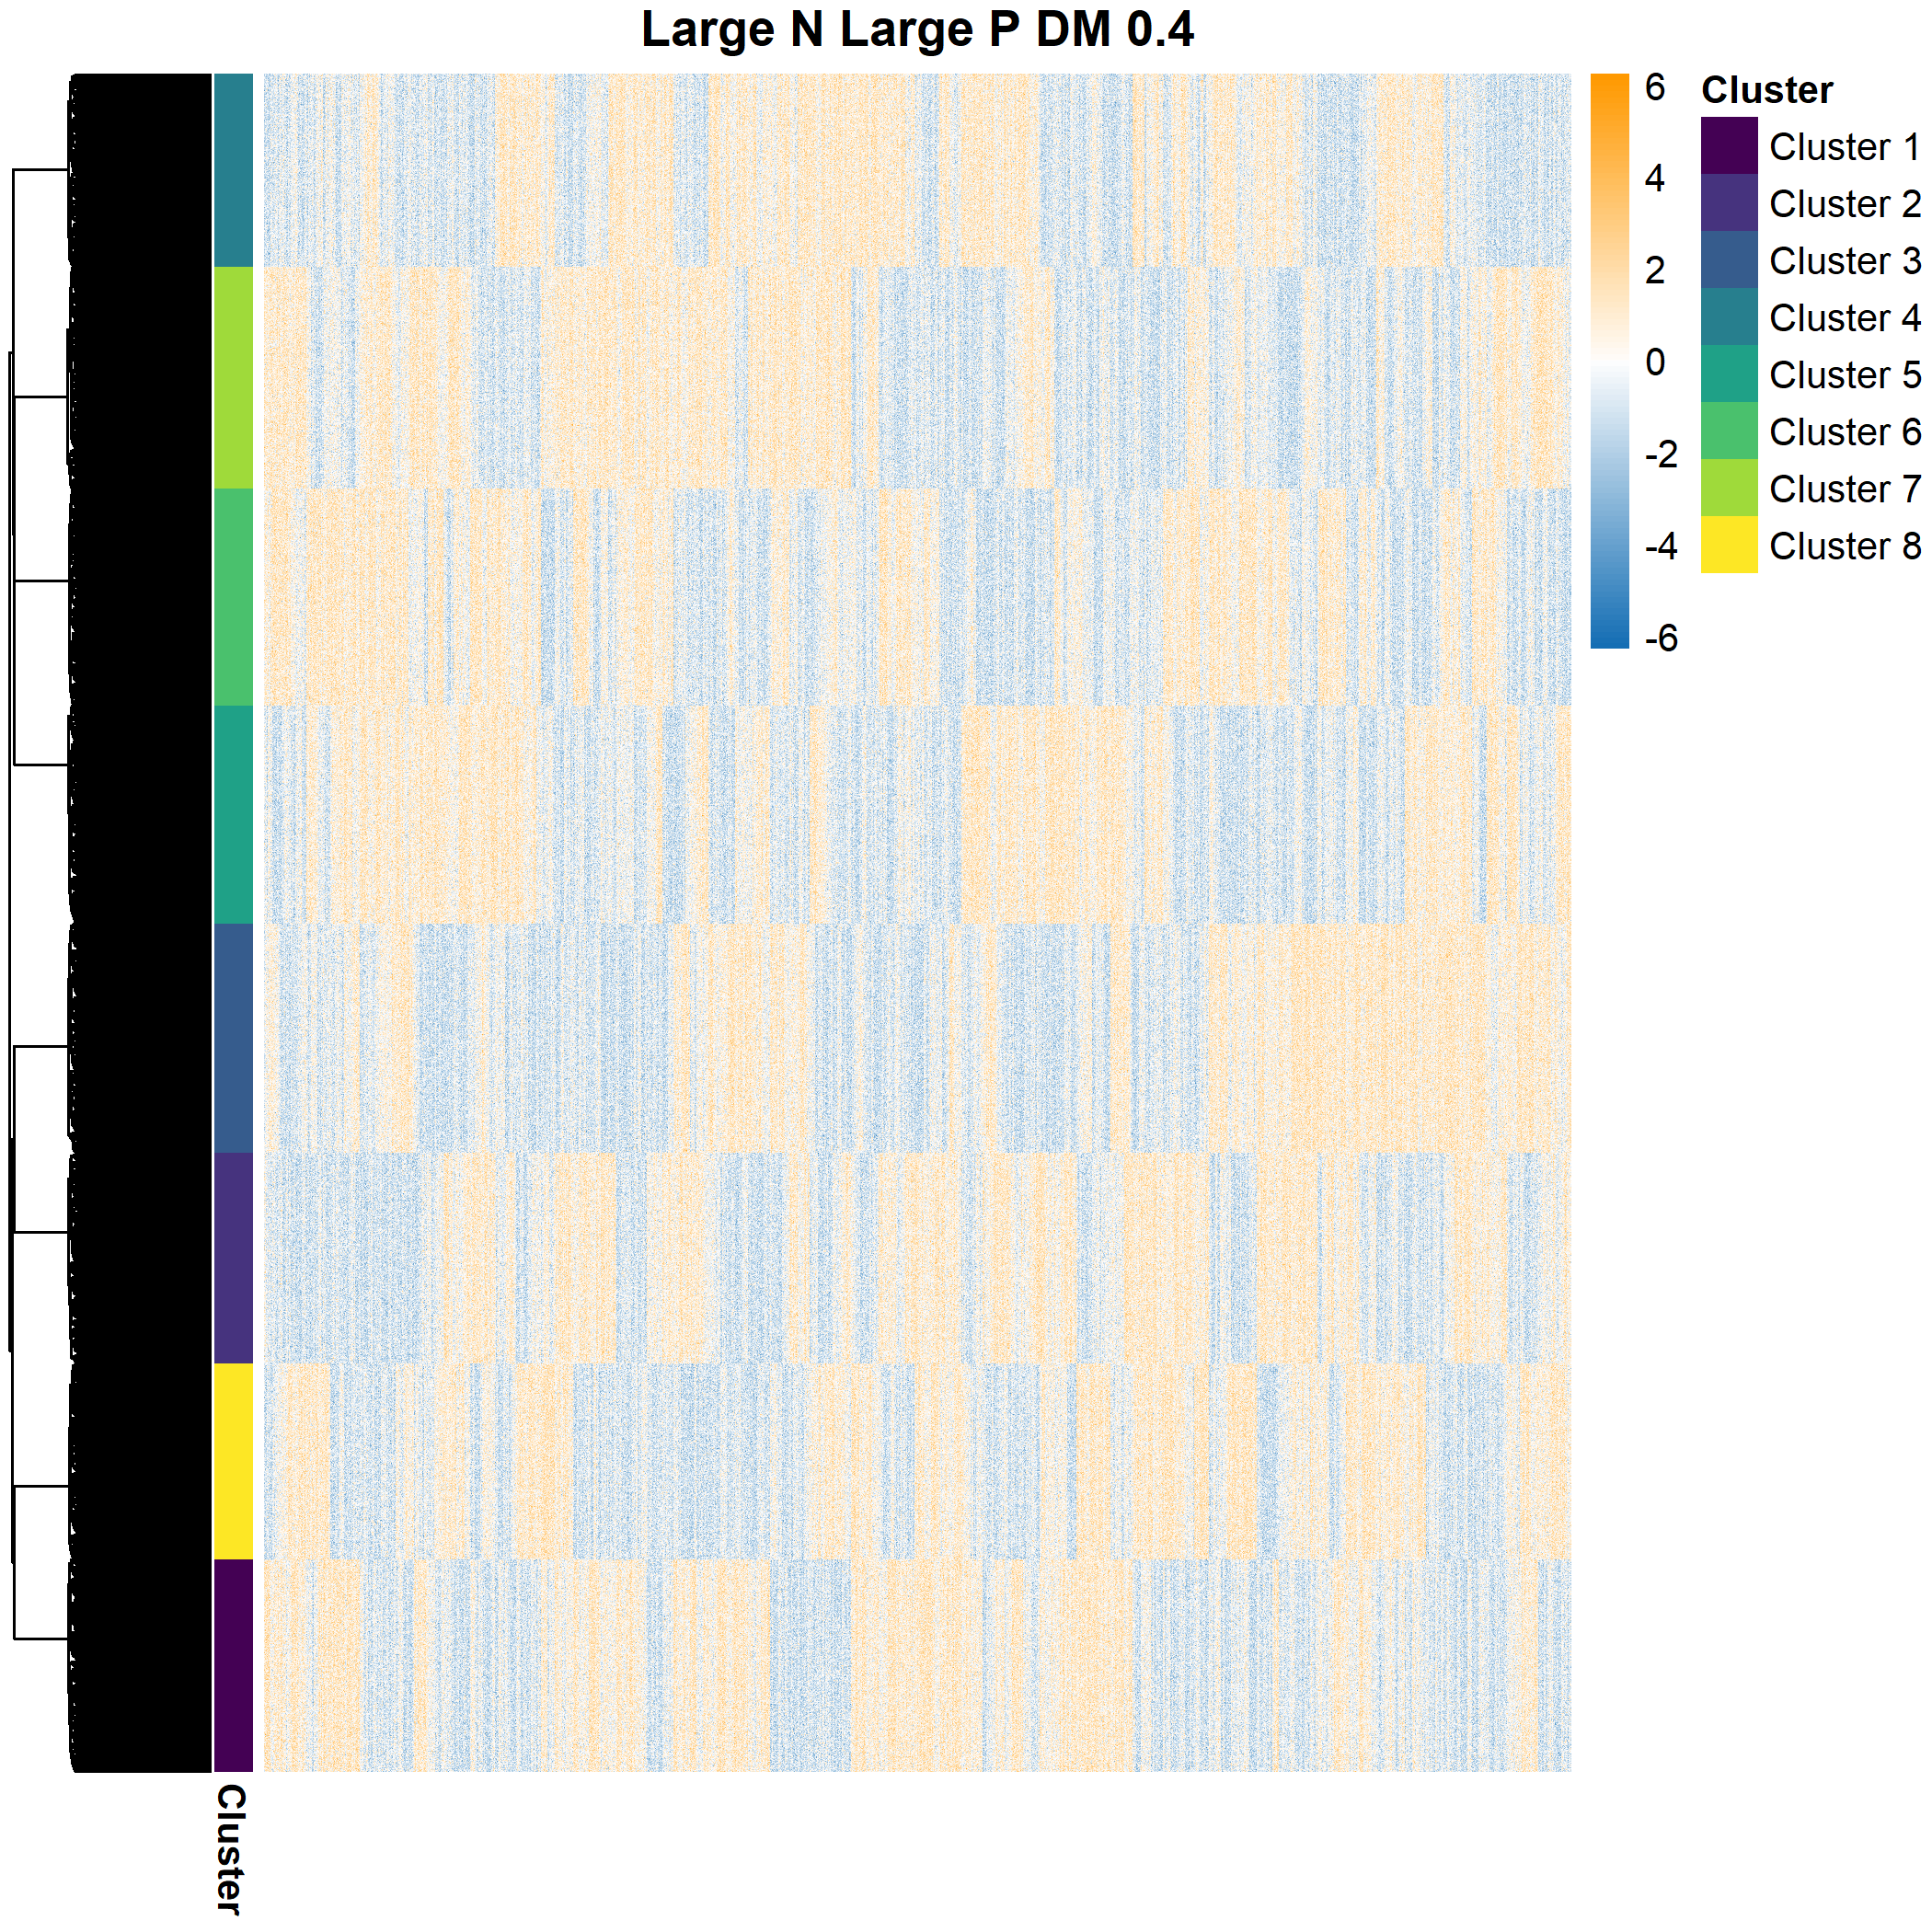 Large N Large P DM 0.4
6
4
2
0
-2
-4
-6
Cluster
Cluster 1
Cluster 2
Cluster 3
Cluster 4
Cluster 5
Cluster 6
Cluster 7
Cluster 8
Cluster